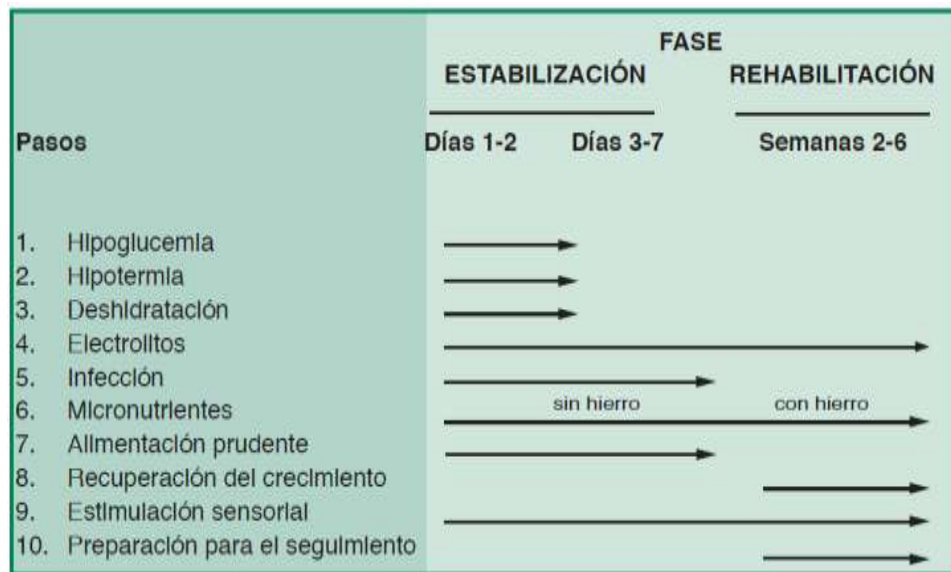 FASE
ESTABILIZACIÓN REHABILITACIÓN
Pasos Días 1-2 Días 3-7 Semanas 2-6
1. Hipoglucemia
2. Hipotermia
3. Deshidratación
4. Electrolitos
5. Infección
6. Micronutrientes sin hierro con hierro
7. Alimentación prudente
8. Recuperación del crecimiento
9. Estimulación sensorial
10. Preparación para el seguimiento